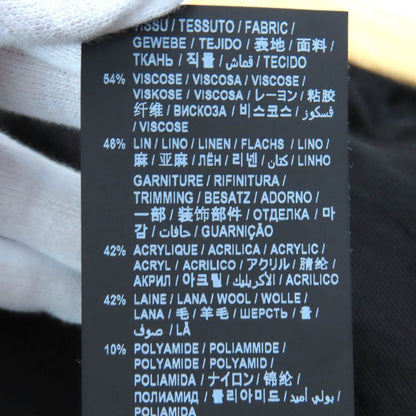 TISSU / TESSUTO / FABRIC /
GEWEBE / TEJIDO / 表地 / 面料 /
ТКАНЬ / 직물 / قماش / TECIDO
54% VISCOSE / VISCOSA / VISCOSE /
VISKOSE / VISCOSA / レーヨン / 粘胶
纤维 / ВИСКОЗА / 비스코스 / فسكوز
/ VISCOSE
46% LIN / LINO / LINEN / FLACHS / LINO /
麻 / 亚麻 / ЛЁН / 리넨 / كتان / LINHO
GARNITURE / RIFINITURA /
TRIMMING / BESATZ / ADORNO /
一部 / 装饰部件 / ОТДЕЛКА / 마
감 / حافات / GUARNIÇÃO
42% ACRYLIQUE / ACRILICA / ACRYLIC /
ACRYL / ACRILICO / アクリル / 腈纶 /
АКРИЛ / 아크릴 / الأكريليك / ACRILICO
42% LAINE / LANA / WOOL / WOLLE /
LANA / 毛 / 羊毛 / ШЕРСТЬ / 울 /
صوف / LÃ
10% POLYAMIDE / POLIAMMIDE /
POLYAMIDE / POLYAMID /
POLIAMIDA / ナイロン / 锦纶 /
ПОЛИАМИД / 폴리아미드 / بولي أميد /
POLIAMIDA